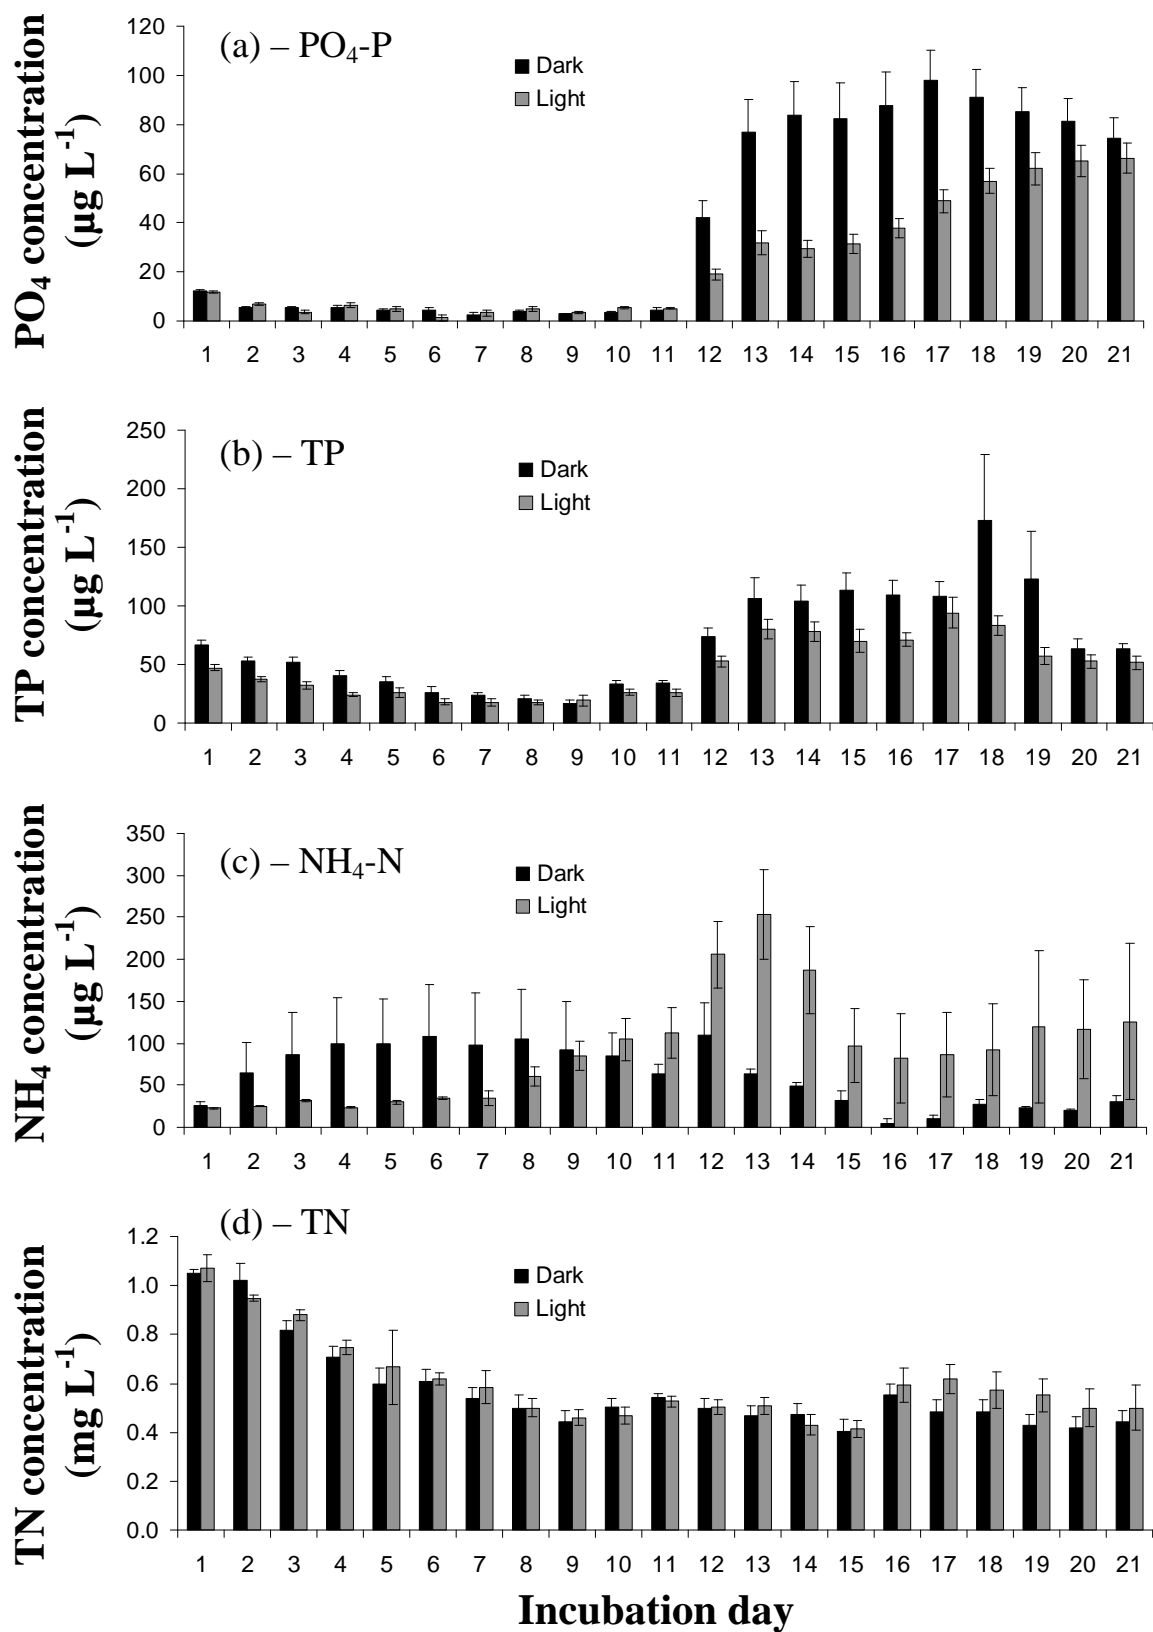 (a) – PO₄-P
Dark
Light
PO₄ concentration
(µg L⁻¹)
120
100
80
60
40
20
0
1 2 3 4 5 6 7 8 9 10 11 12 13 14 15 16 17 18 19 20 21
(b) – TP
Dark
Light
TP concentration
(µg L⁻¹)
250
200
150
100
50
0
1 2 3 4 5 6 7 8 9 10 11 12 13 14 15 16 17 18 19 20 21
(c) – NH₄-N
Dark
Light
NH₄ concentration
(µg L⁻¹)
350
300
250
200
150
100
50
0
1 2 3 4 5 6 7 8 9 10 11 12 13 14 15 16 17 18 19 20 21
(d) – TN
Dark
Light
TN concentration
(mg L⁻¹)
1.2
1.0
0.8
0.6
0.4
0.2
0.0
1 2 3 4 5 6 7 8 9 10 11 12 13 14 15 16 17 18 19 20 21
Incubation day